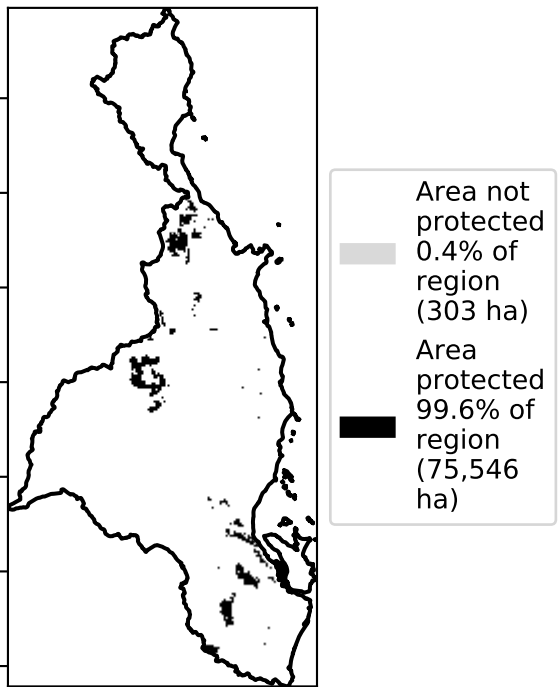 Area not
protected
0.4% of
region
(303 ha)
Area
protected
99.6% of
region
(75,546
ha)